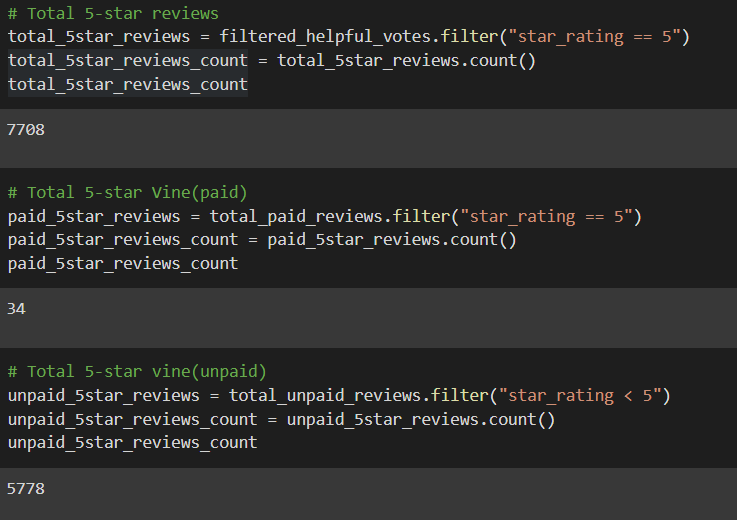 # Total 5-star reviews
total_5star_reviews = filtered_helpful_votes.filter("star_rating == 5")
total_5star_reviews_count = total_5star_reviews.count()
total_5star_reviews_count
7708
# Total 5-star Vine(paid)
paid_5star_reviews = total_paid_reviews.filter("star_rating == 5")
paid_5star_reviews_count = paid_5star_reviews.count()
paid_5star_reviews_count
34
# Total 5-star vine(unpaid)
unpaid_5star_reviews = total_unpaid_reviews.filter("star_rating < 5")
unpaid_5star_reviews_count = unpaid_5star_reviews.count()
unpaid_5star_reviews_count
5778